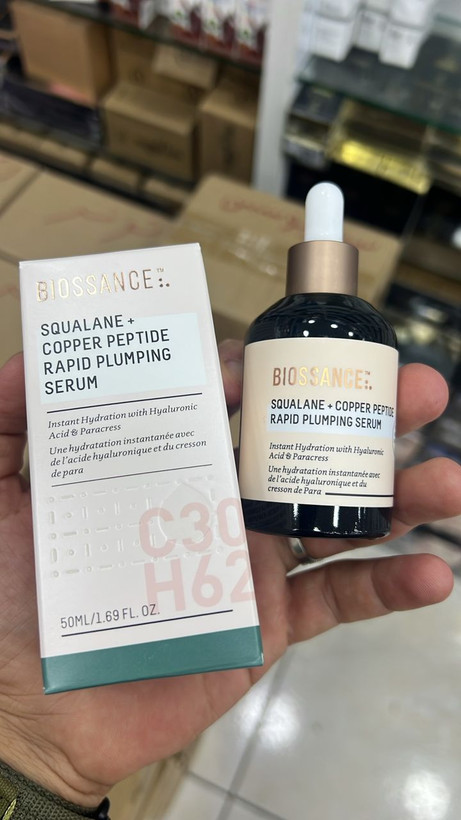 BIOSSANCE™
SQUALANE +
COPPER PEPTIDE
RAPID PLUMPING
SERUM
Instant Hydration with Hyaluronic
Acid & Paracress
Une hydratation instantanée avec
de l'acide hyaluronique et du cresson
de para
C30
H62
50ML/1.69 FL. OZ.
BIOSSANCE™
SQUALANE + COPPER PEPTIDE
RAPID PLUMPING SERUM
Instant Hydration with Hyaluronic
Acid & Paracress
Une hydratation instantanée avec
de l'acide hyaluronique et du
cresson de Para